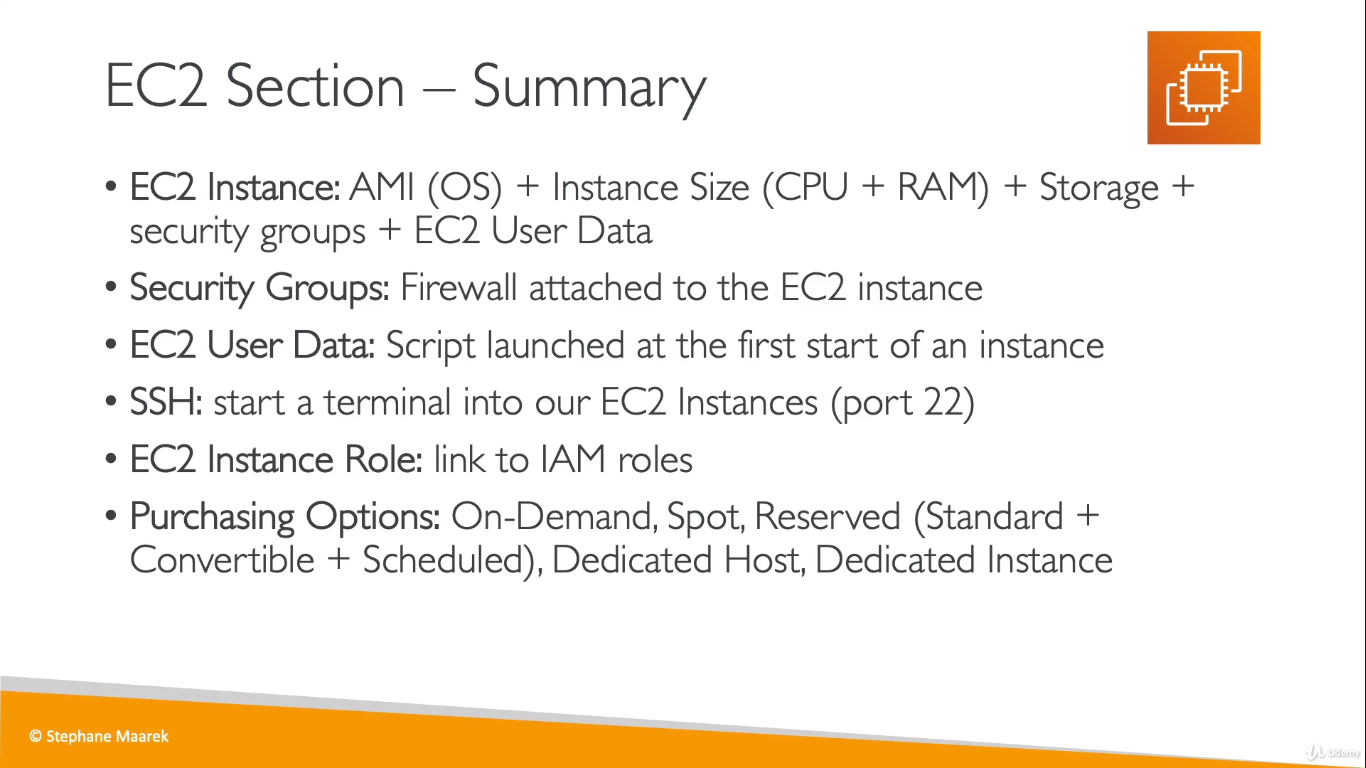 EC2 Section – Summary
• EC2 Instance: AMI (OS) + Instance Size (CPU + RAM) + Storage +
security groups + EC2 User Data
• Security Groups: Firewall attached to the EC2 instance
• EC2 User Data: Script launched at the first start of an instance
• SSH: start a terminal into our EC2 Instances (port 22)
• EC2 Instance Role: link to IAM roles
• Purchasing Options: On-Demand, Spot, Reserved (Standard +
Convertible + Scheduled), Dedicated Host, Dedicated Instance
© Stephane Maarek
Udemy